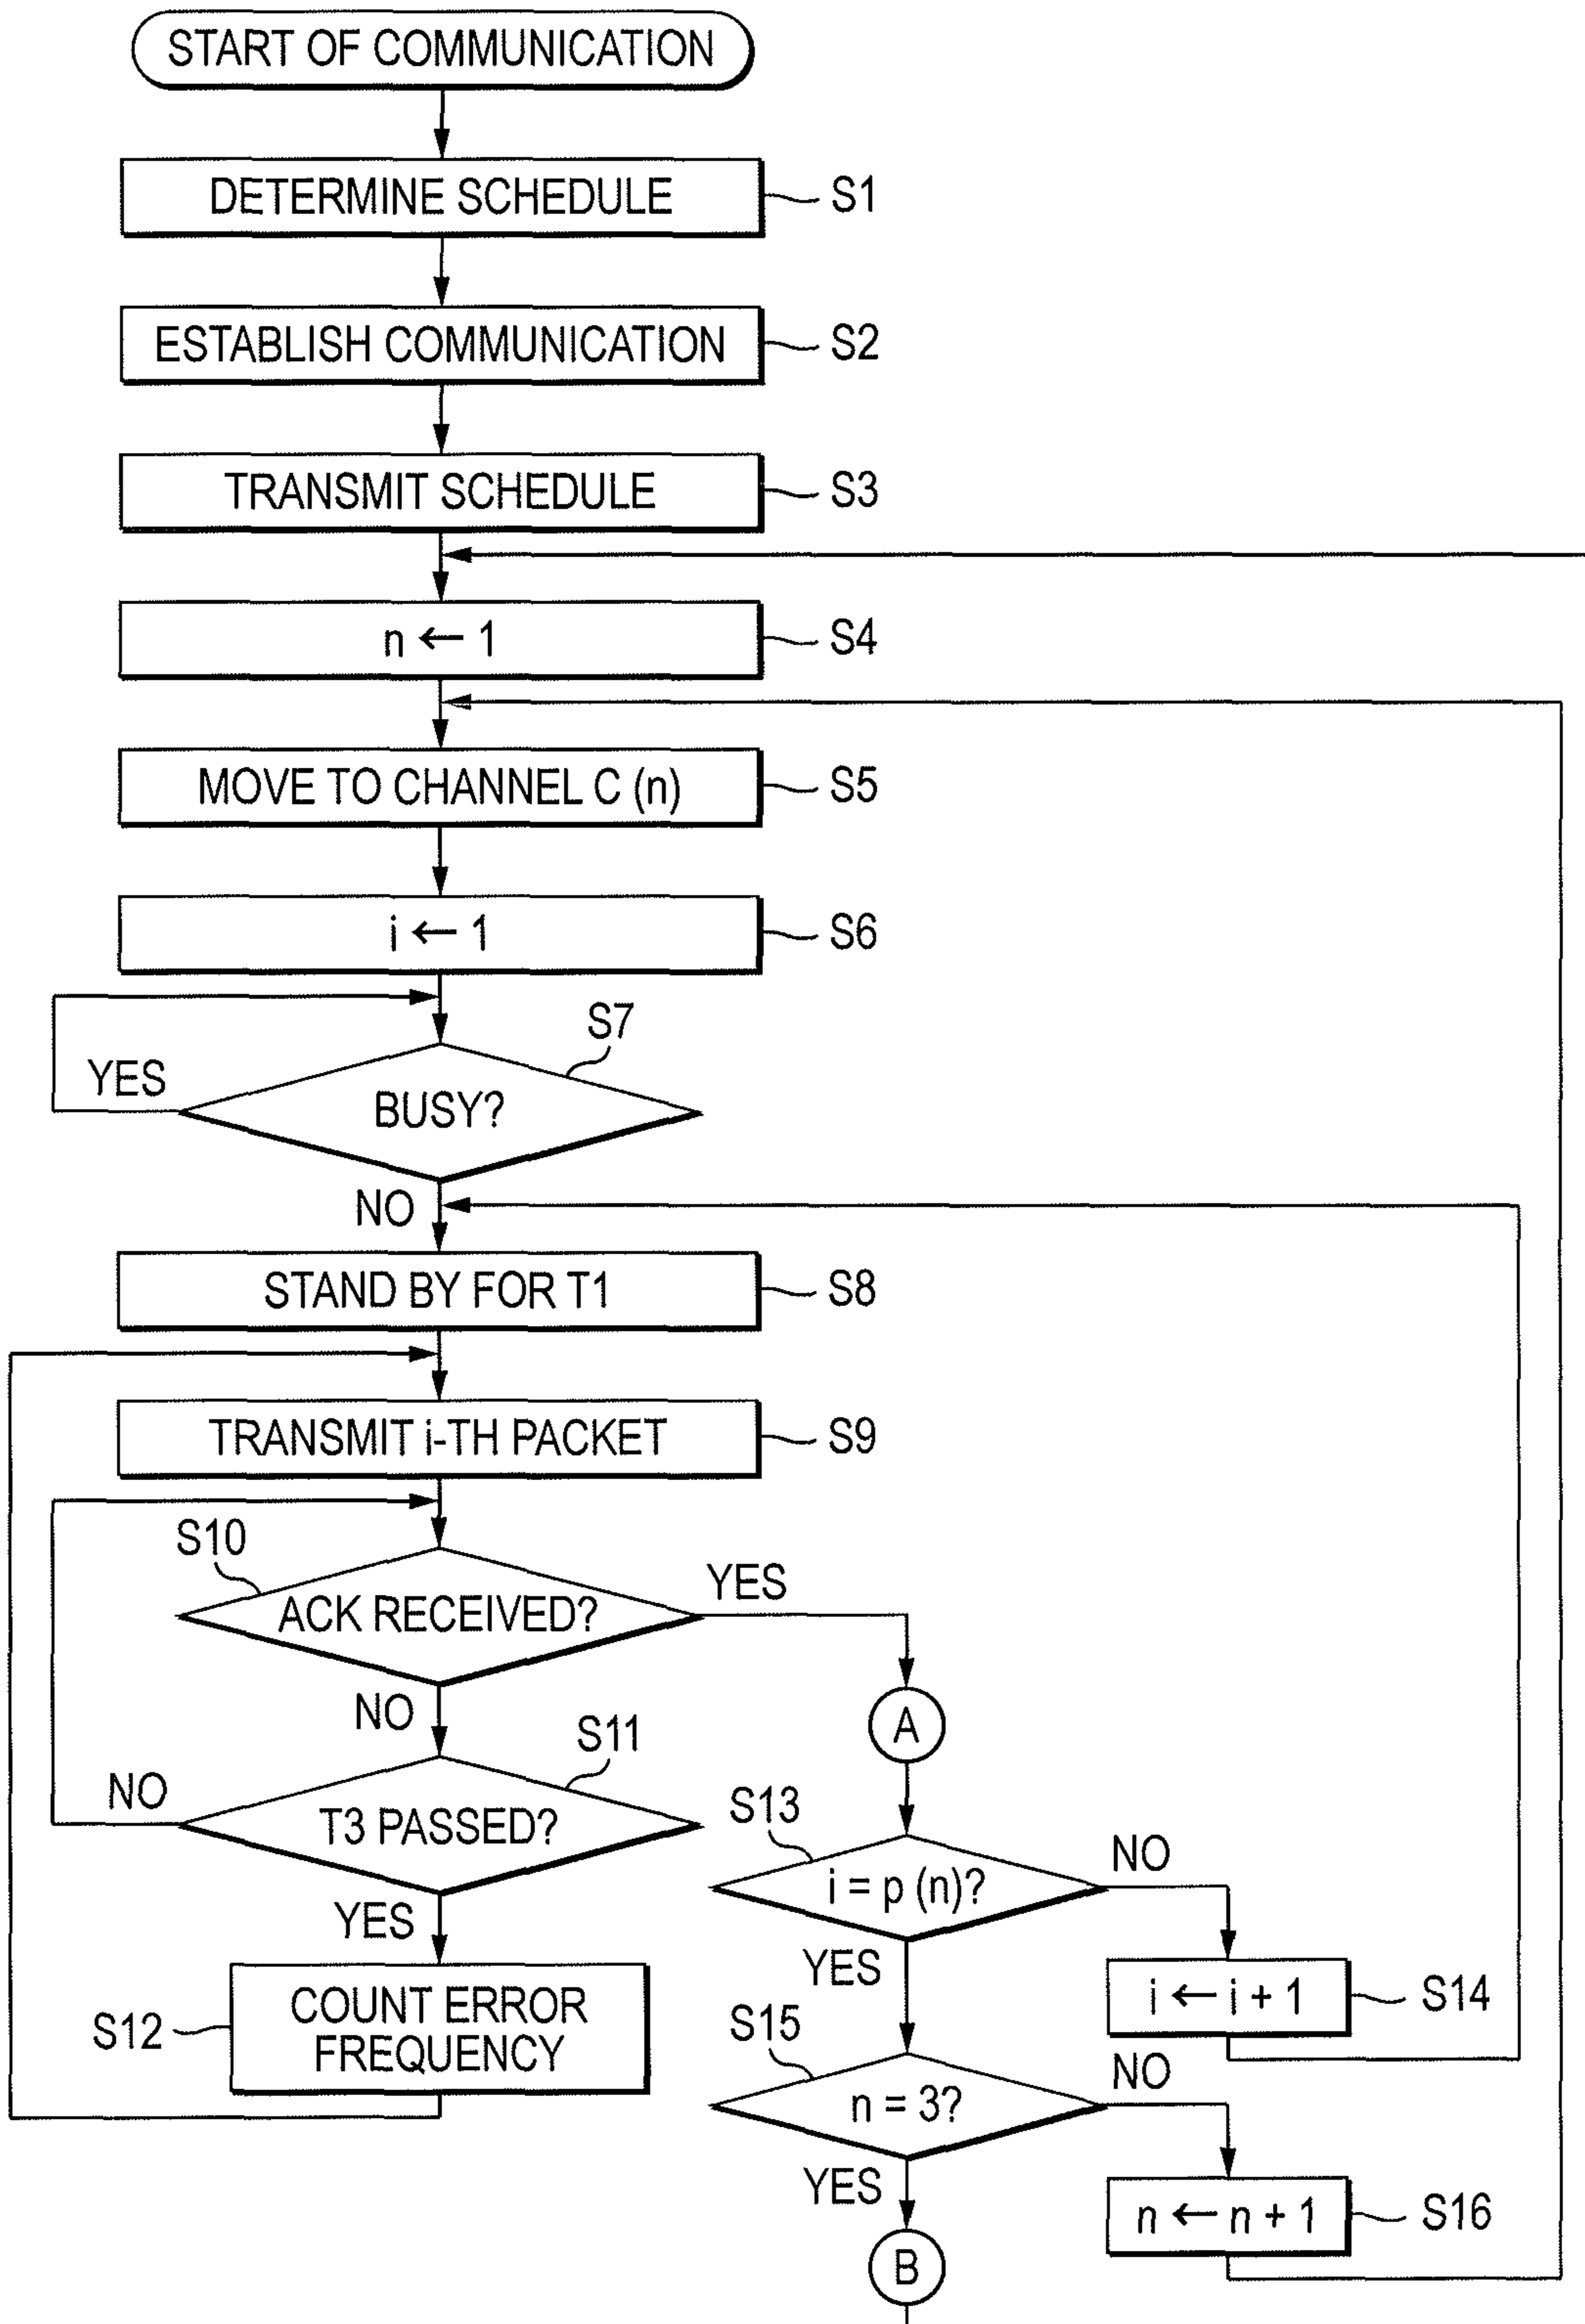 START OF COMMUNICATION
DETERMINE SCHEDULE
S1
ESTABLISH COMMUNICATION
S2
TRANSMIT SCHEDULE
S3
n ← 1
S4
MOVE TO CHANNEL C (n)
S5
i ← 1
S6
S7
YES
BUSY?
NO
STAND BY FOR T1
S8
TRANSMIT i-TH PACKET
S9
S10
YES
ACK RECEIVED?
NO
A
S11
NO
T3 PASSED?
S13
NO
i = p (n)?
YES
YES
COUNT ERROR
FREQUENCY
S12
i ← i + 1
S14
S15
NO
n = 3?
YES
n ← n + 1
S16
B